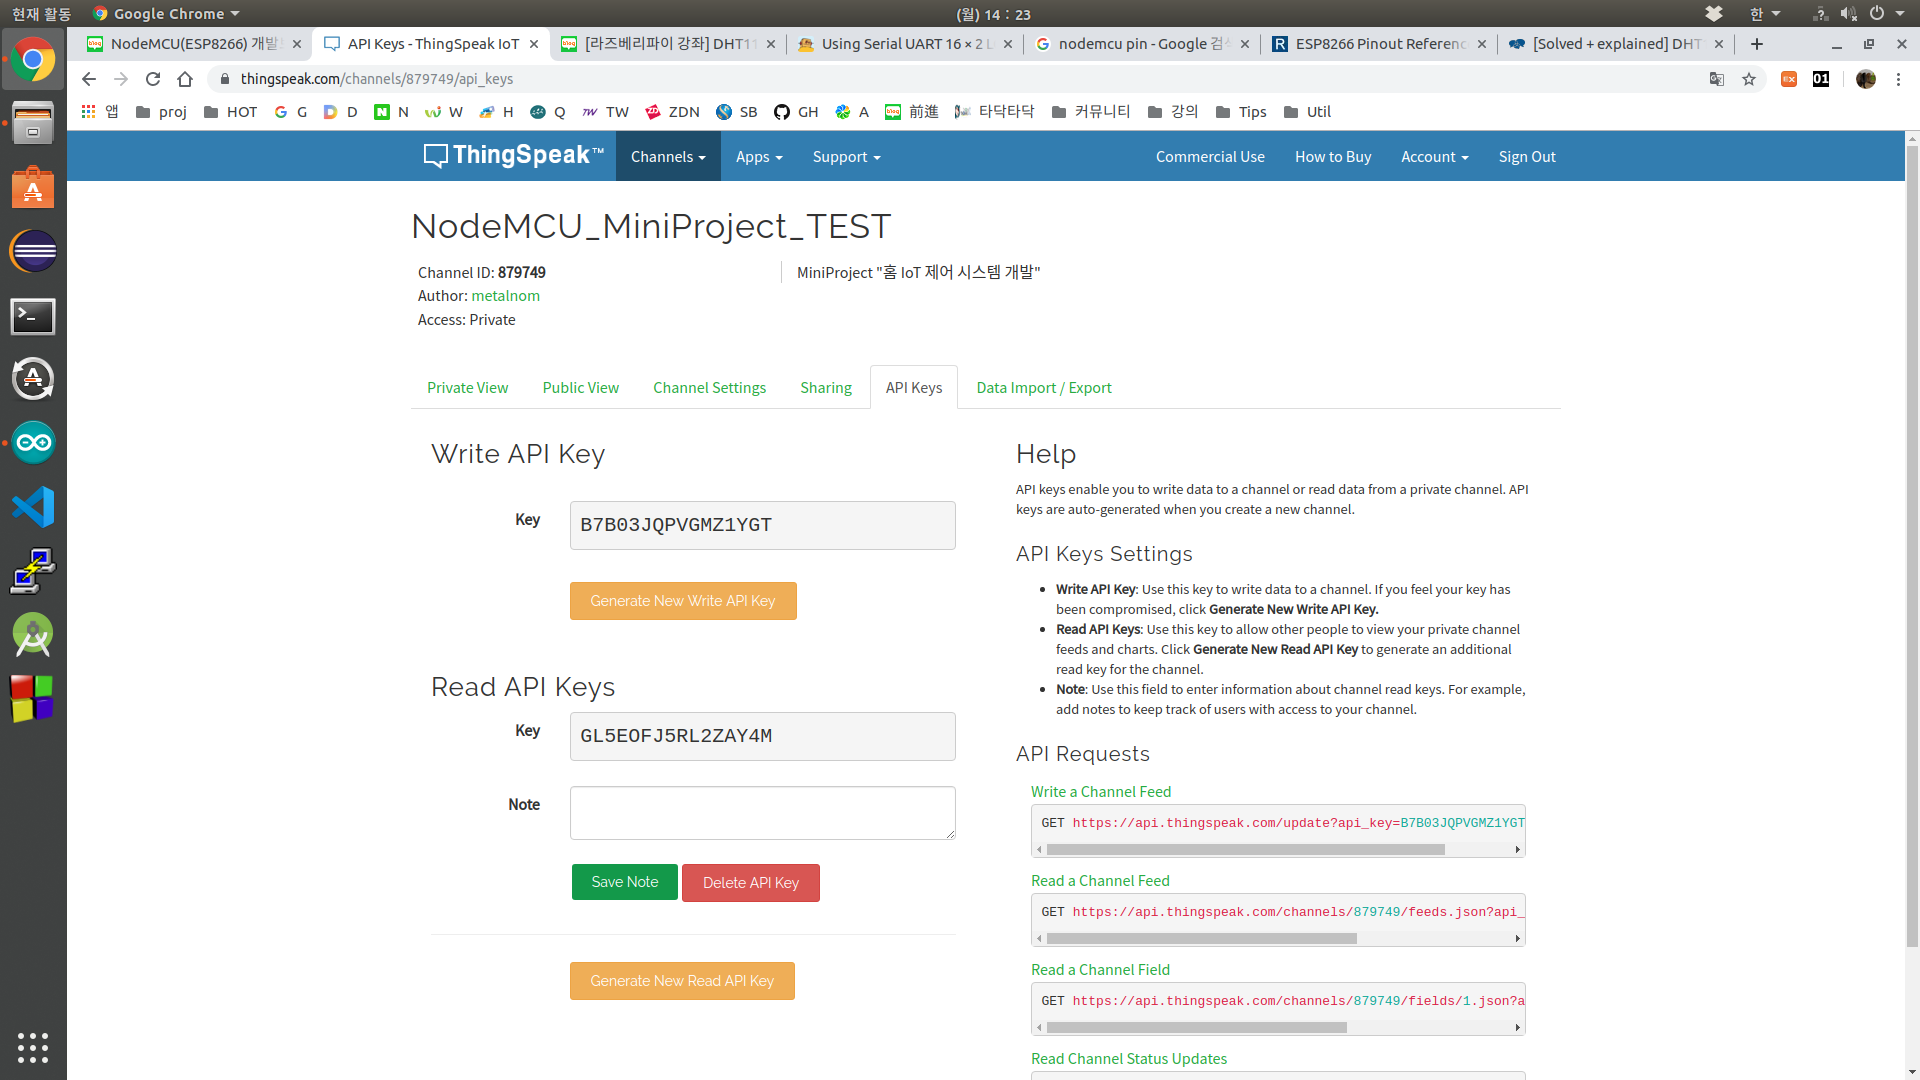 현재 활동 Google Chrome (월) 14 : 23 한
NodeMCU(ESP8266) 개발 API Keys - ThingSpeak IoT [라즈베리파이 강좌] DHT11 Using Serial UART 16 × 2 L nodemcu pin - Google 검색 ESP8266 Pinout Referenc [Solved + explained] DHT
thingspeak.com/channels/879749/api_keys
앱 proj HOT G D N W H Q TW ZDN SB GH A 前進 타닥타닥 커뮤니티 강의 Tips Util
ThingSpeak™ Channels Apps Support Commercial Use How to Buy Account Sign Out
NodeMCU_MiniProject_TEST
Channel ID: 879749
Author: metalnom
Access: Private
MiniProject "홈 IoT 제어 시스템 개발"
Private View Public View Channel Settings Sharing API Keys Data Import / Export
Write API Key
Key B7B03JQPVGMZ1YGT
Generate New Write API Key
Read API Keys
Key GL5EOFJ5RL2ZAY4M
Note
Save Note Delete API Key
Generate New Read API Key
Help
API keys enable you to write data to a channel or read data from a private channel. API
keys are auto-generated when you create a new channel.
API Keys Settings
• Write API Key: Use this key to write data to a channel. If you feel your key has
been compromised, click Generate New Write API Key.
• Read API Keys: Use this key to allow other people to view your private channel
feeds and charts. Click Generate New Read API Key to generate an additional
read key for the channel.
• Note: Use this field to enter information about channel read keys. For example,
add notes to keep track of users with access to your channel.
API Requests
Write a Channel Feed
GET https://api.thingspeak.com/update?api_key=B7B03JQPVGMZ1YGT
Read a Channel Feed
GET https://api.thingspeak.com/channels/879749/feeds.json?api_
Read a Channel Field
GET https://api.thingspeak.com/channels/879749/fields/1.json?a
Read Channel Status Updates